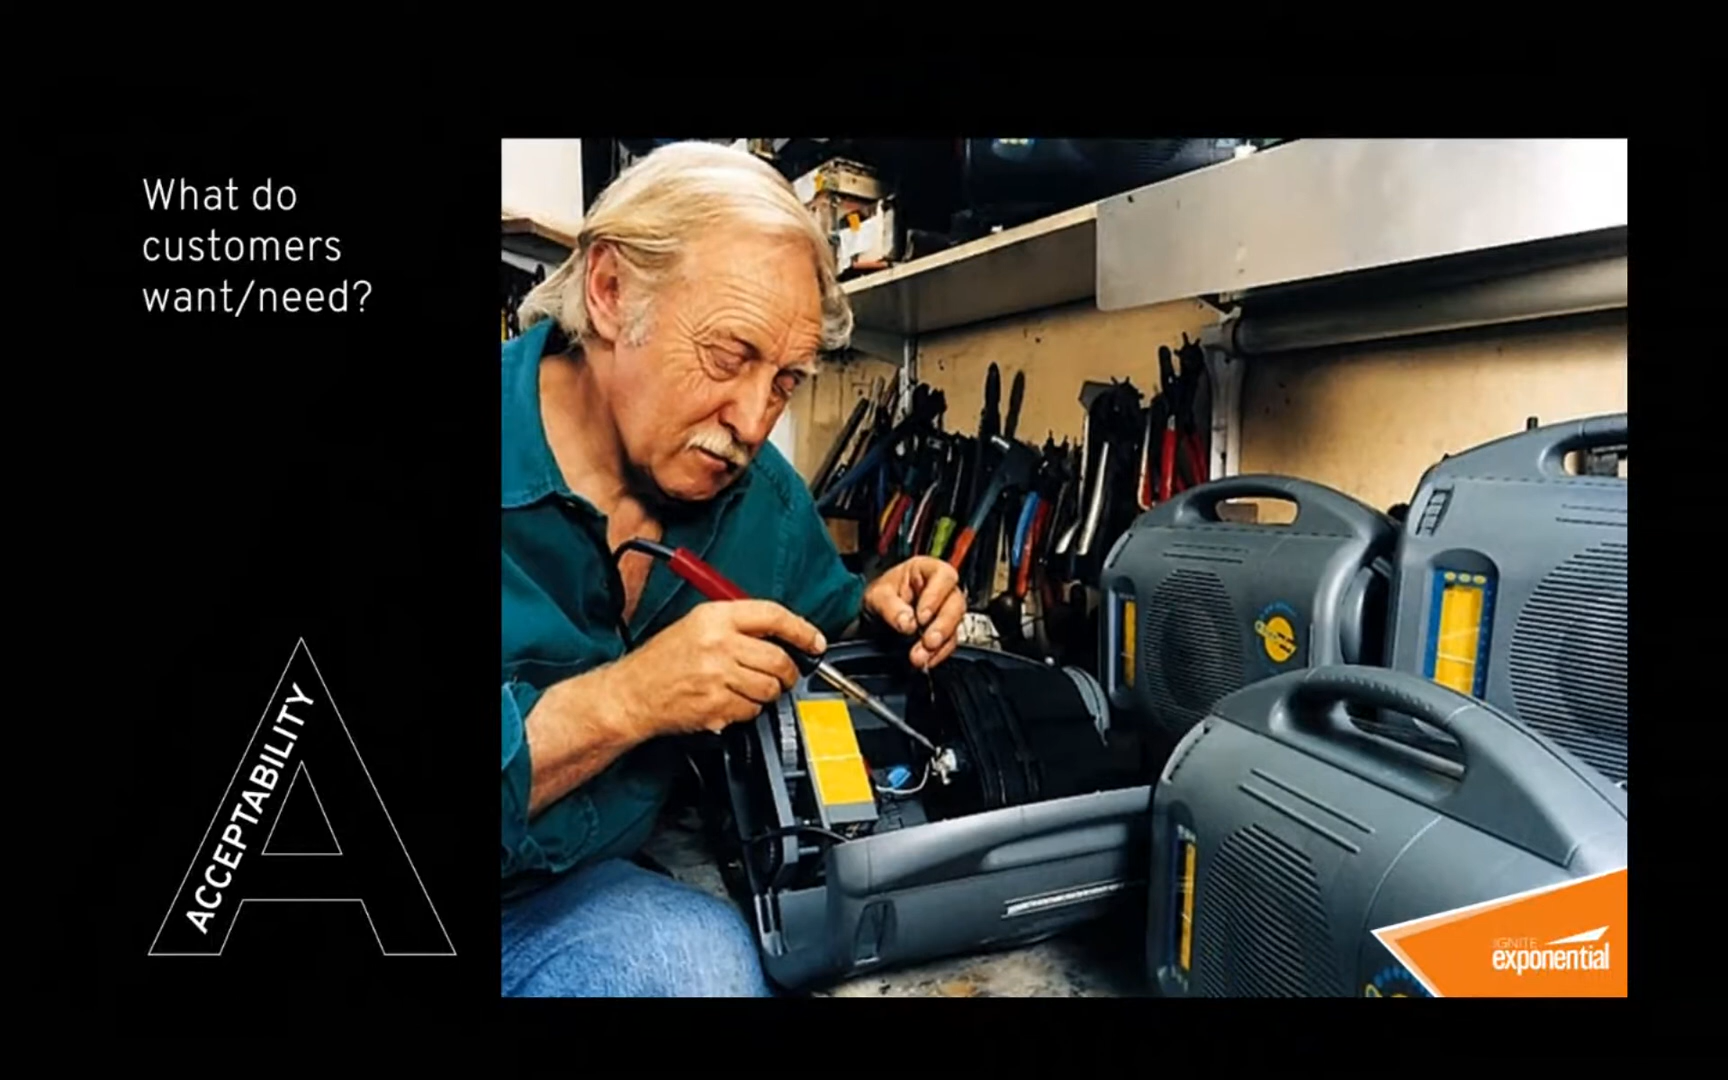 What do
customers
want/need?
ACCEPTABILITY
IGNITE
exponential